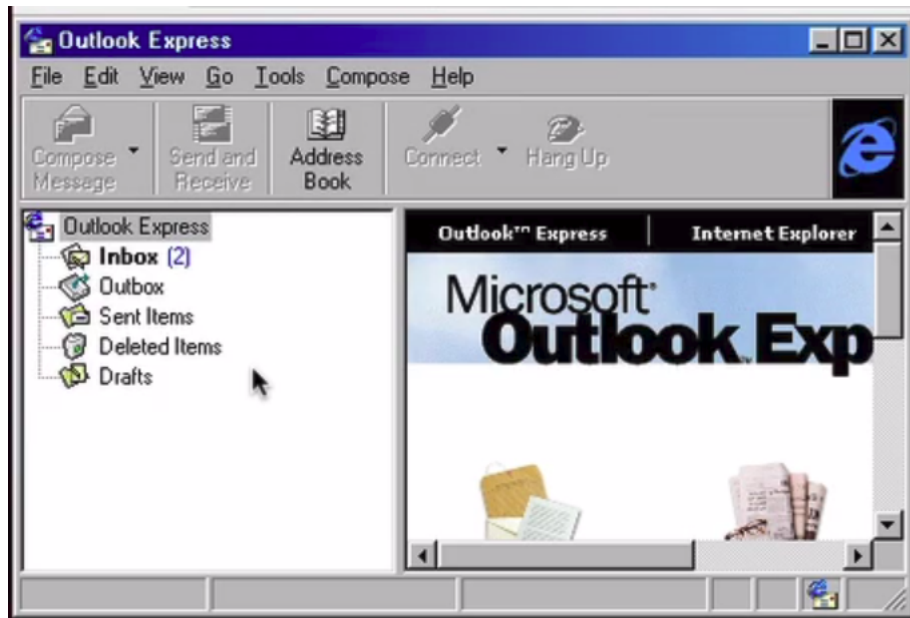 Outlook Express
File Edit View Go Tools Compose Help
Compose Message
Send and Receive
Address Book
Connect
Hang Up
Outlook Express
Inbox (2)
Outbox
Sent Items
Deleted Items
Drafts
Outlook™ Express
Internet Explorer
Microsoft®
Outlook™ Exp